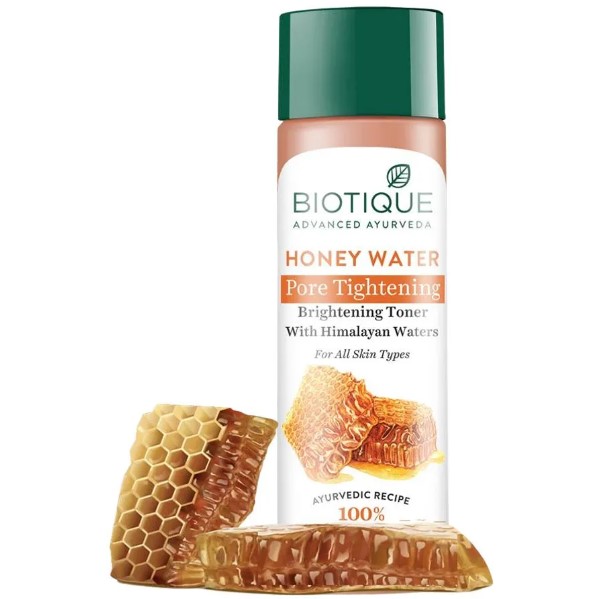 BIOTIQUE
ADVANCED AYURVEDA
HONEY WATER
Pore Tightening
Brightening Toner
With Himalayan Waters
For All Skin Types
AYURVEDIC RECIPE
100%